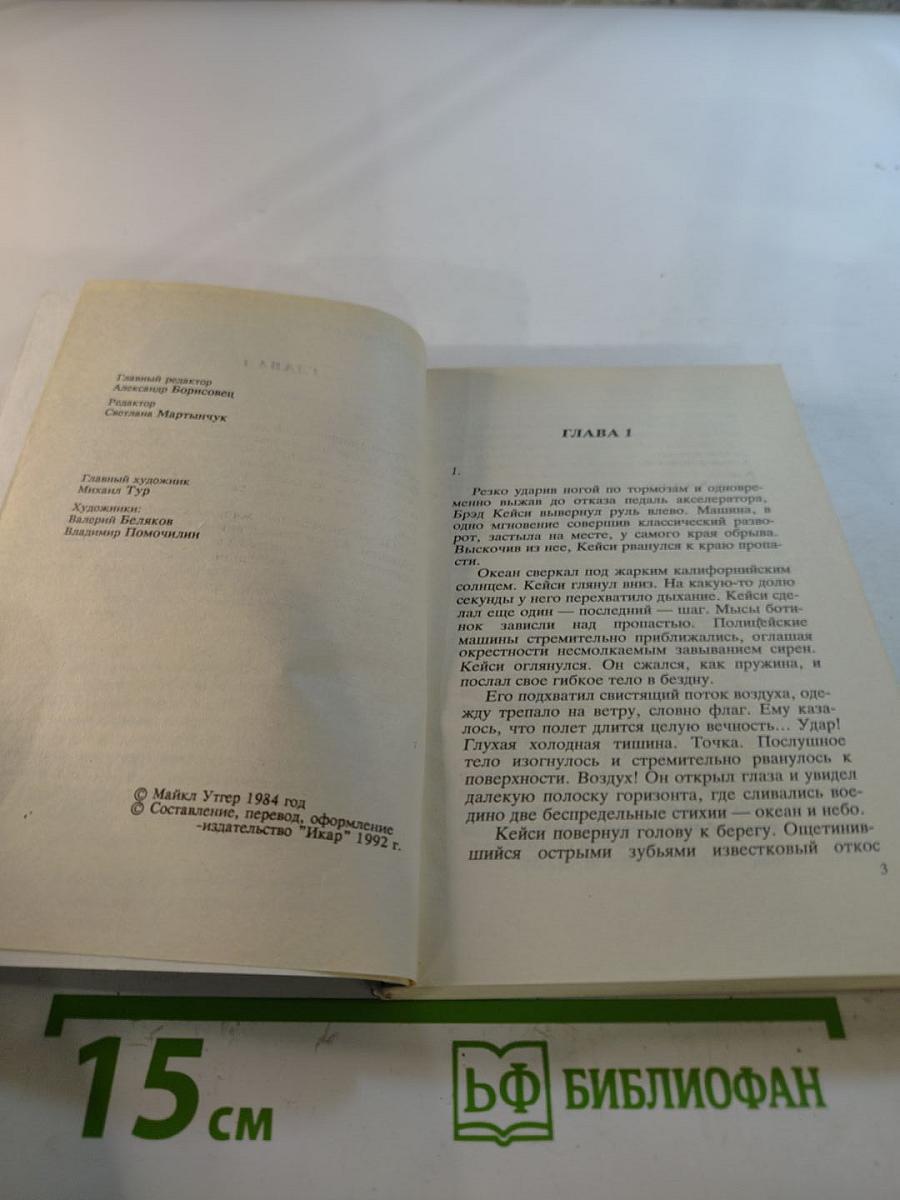 Главный редактор
Александр Борисовец
Редактор
Светлана Мартынчук
Главный художник
Михаил Тур
Художники:
Валерий Беляков
Владимир Помочилин
© Майкл Утгер 1984 год
© Составление, перевод, оформление
-издательство "Икар" 1992 г.
ГЛАВА 1
1.
Резко ударив ногой по тормозам и одновре-
менно выжав до отказа педаль акселератора,
Брэд Кейси вывернул руль влево. Машина, в
одно мгновение совершив классический разво-
рот, застыла на месте, у самого края обрыва.
Выскочив из нее, Кейси рванулся к краю пропа-
сти.
Океан сверкал под жарким калифорнийским
солнцем. Кейси глянул вниз. На какую-то долю
секунды у него перехватило дыхание. Кейси сде-
лал еще один — последний — шаг. Мысы боти-
нок зависли над пропастью. Полицейские
машины стремительно приближались, оглашая
окрестности несмолкаемым завыванием сирен.
Кейси оглянулся. Он сжался, как пружина, и
послал свое гибкое тело в бездну.
Его подхватил свистящий поток воздуха, оде-
жду трепало на ветру, словно флаг. Ему каза-
лось, что полет длится целую вечность... Удар!
Глухая холодная тишина. Точка. Послушное
тело изогнулось и стремительно рванулось к
поверхности. Воздух! Он открыл глаза и увидел
далекую полоску горизонта, где сливались вое-
дино две беспредельные стихии — океан и небо.
Кейси повернул голову к берегу. Ощетинив-
шийся острыми зубьями известковый откос
3
15 см
ЬФ БИБЛИОФАН